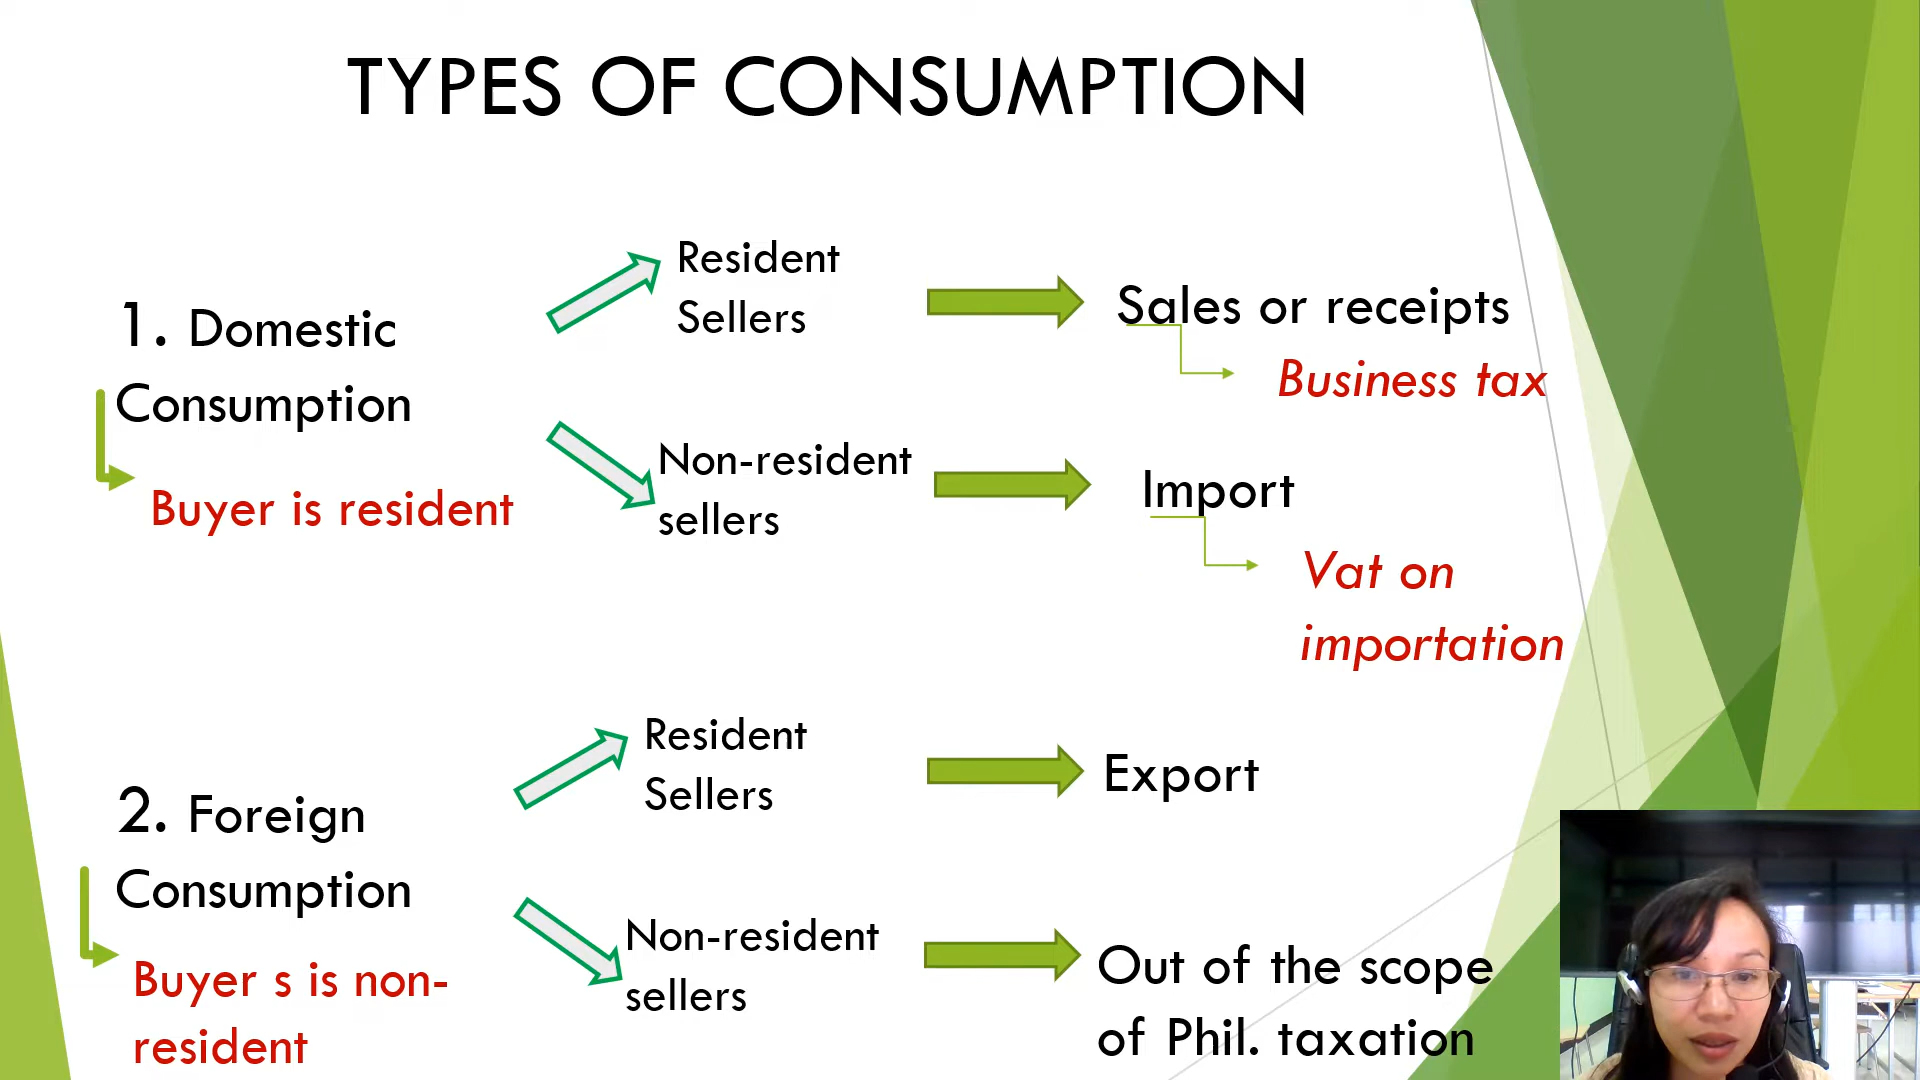 TYPES OF CONSUMPTION
Resident
Sellers
Sales or receipts
1. Domestic
Consumption
Business tax
Non-resident
sellers
Import
Buyer is resident
Vat on
importation
Resident
Sellers
Export
2. Foreign
Consumption
Non-resident
sellers
Out of the scope
of Phil. taxation
Buyer s is non-
resident